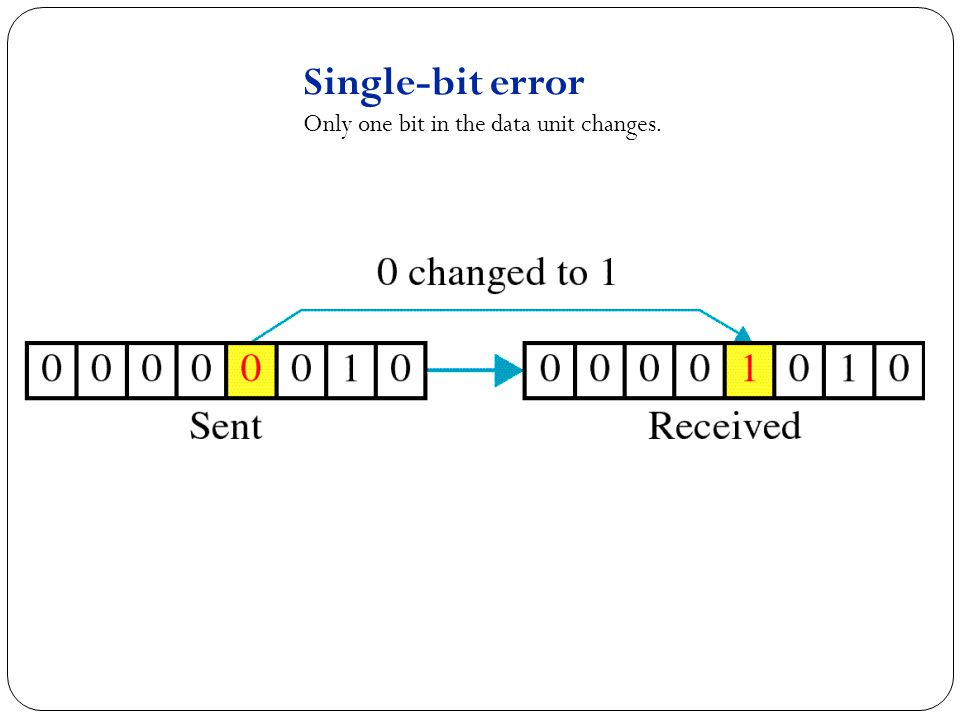 Single-bit error
Only one bit in the data unit changes.
0 changed to 1
0 0 0 0 0 0 1 0 0 0 0 0 1 0 1 0
Sent Received